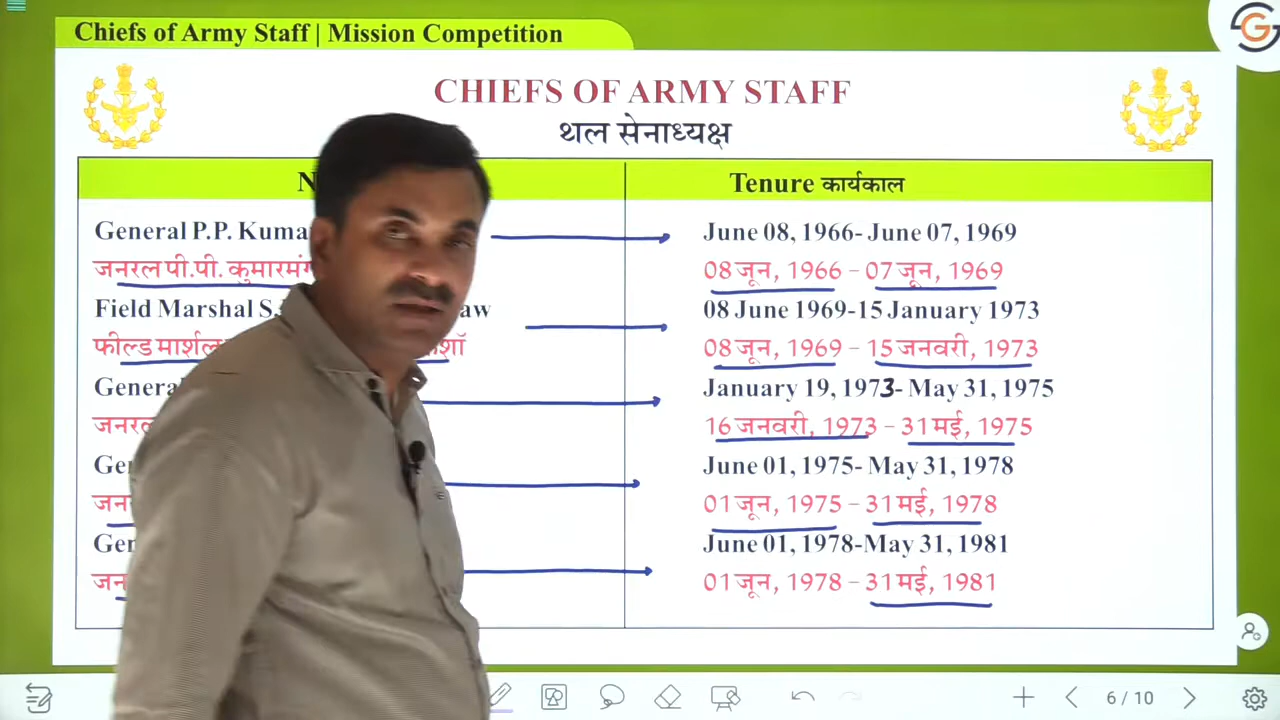 Chiefs of Army Staff | Mission Competition
CHIEFS OF ARMY STAFF
थल सेनाध्यक्ष
Tenure कार्यकाल
General P.P. June 08, 1966- June 07, 1969
जनरल पी.पी. 08 जून, 1966 – 07 जून, 1969
Field Marshal 08 June 1969-15 January 1973
फील्ड 08 जून, 1969 – 15 जनवरी, 1973
General January 19, 1973- May 31, 1975
16 जनवरी, 1973 – 31 मई, 1975
June 01, 1975- May 31, 1978
01 जून, 1975 – 31 मई, 1978
June 01, 1978-May 31, 1981
01 जून, 1978 – 31 मई, 1981
6 / 10